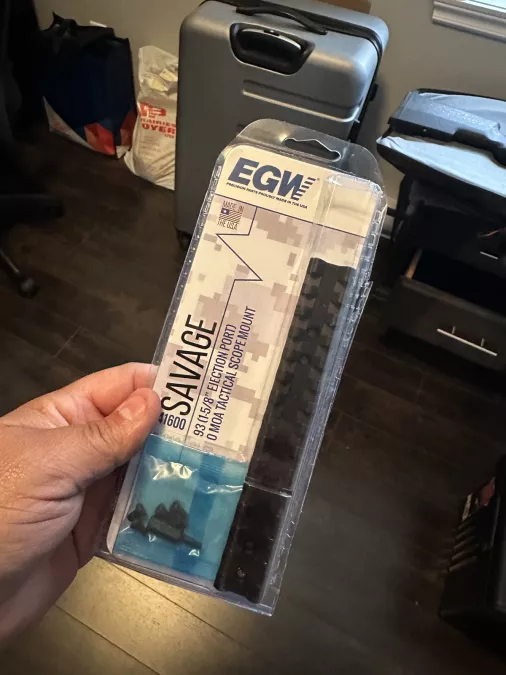 EGW
PRECISION PARTS PROUDLY MADE IN THE USA
MADE IN
THE USA
SAVAGE
41600
93 (1-5/8" EJECTION PORT)
0 MOA TACTICAL SCOPE MOUNT